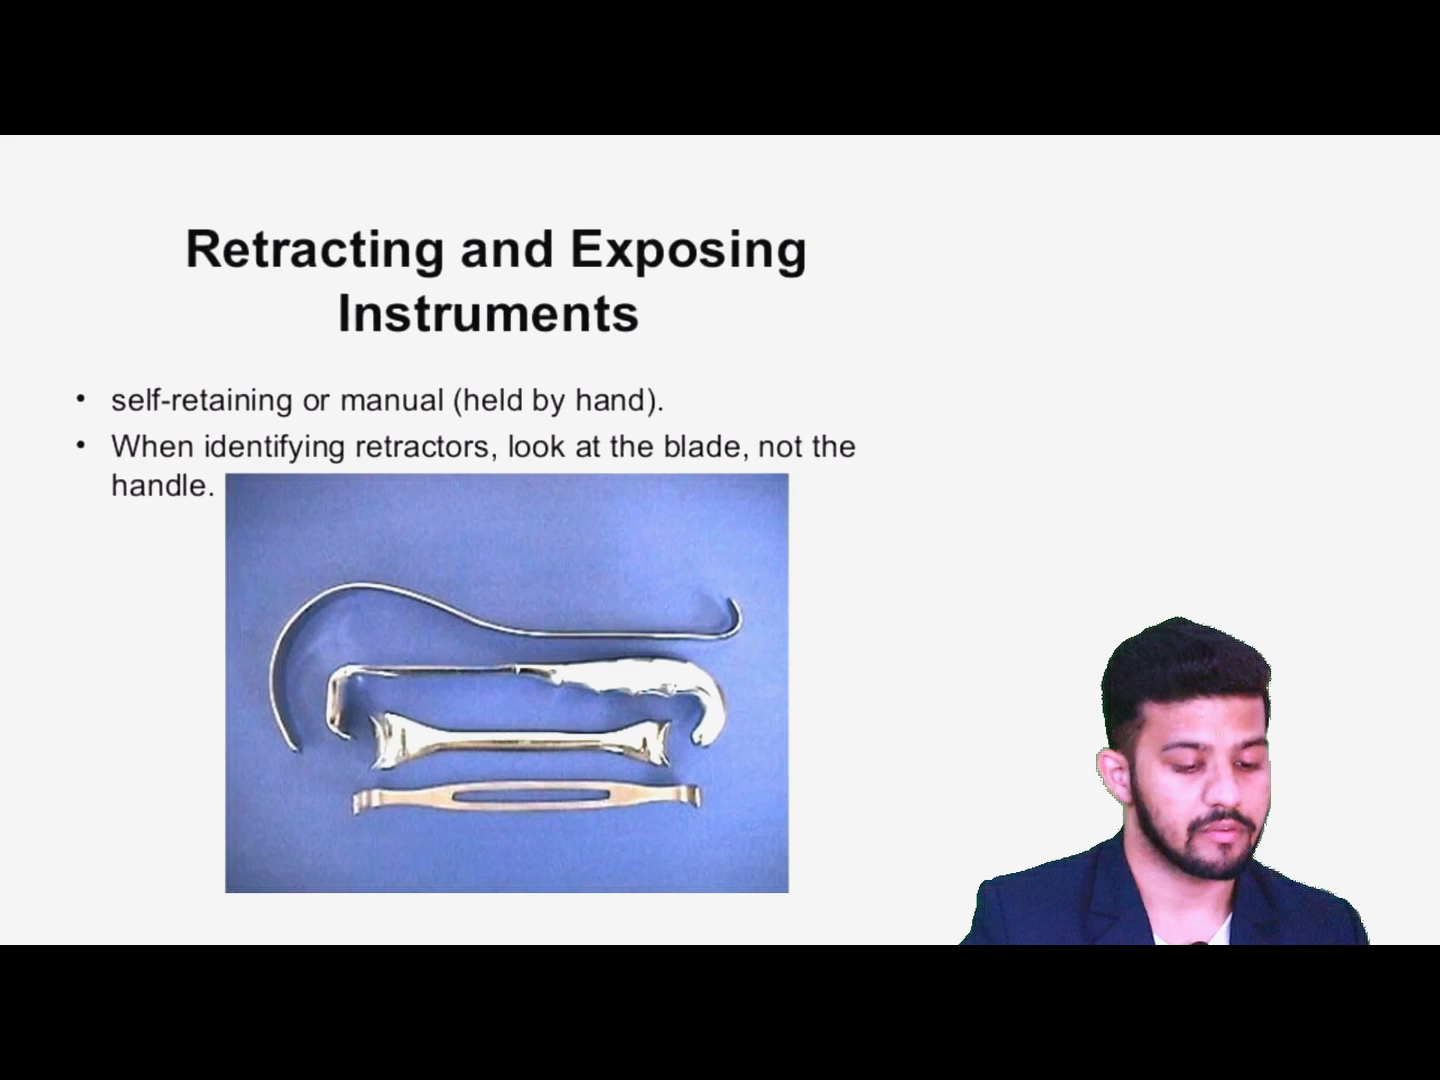 Retracting and Exposing
Instruments
• self-retaining or manual (held by hand).
• When identifying retractors, look at the blade, not the
handle.